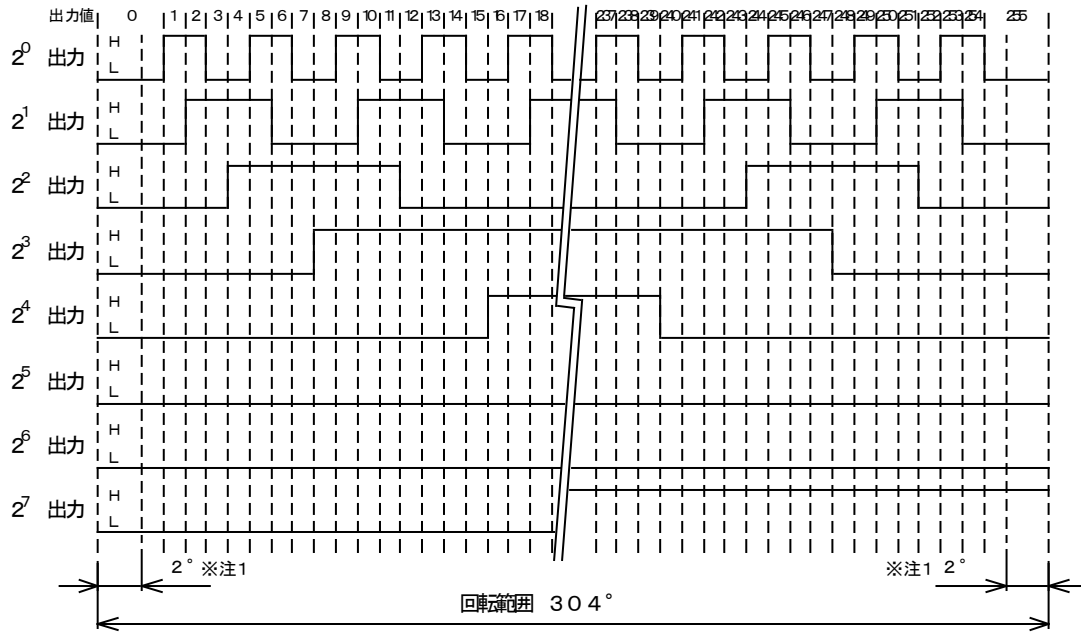 出力値 0 1 2 3 4 5 6 7 8 9 10 11 12 13 14 15 16 17 18 237 238 239 240 241 242 243 244 245 246 247 248 249 250 251 252 253 254 255
2⁰ 出力 H L
2¹ 出力 H L
2² 出力 H L
2³ 出力 H L
2⁴ 出力 H L
2⁵ 出力 H L
2⁶ 出力 H L
2⁷ 出力 H L
2° ※注1 ※注1 2°
回転範囲 304°